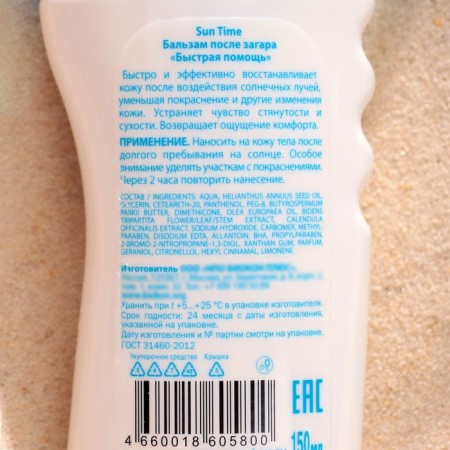 Sun Time
Бальзам после загара
«Быстрая помощь»
Быстро и эффективно восстанавливает
кожу после воздействия солнечных лучей,
уменьшая покраснение и другие изменения
кожи. Устраняет чувство стянутости и
сухости. Возвращает ощущение комфорта.
ПРИМЕНЕНИЕ. Наносить на кожу тела после
долгого пребывания на солнце. Особое
внимание уделять участкам с покраснениями.
Через 2 часа повторить нанесение.
СОСТАВ / INGREDIENTS: AQUA, HELIANTHUS ANNUUS SEED OIL,
GLYCERIN, CETEARETH-20, PANTHENOL, PEG-8, BUTYROSPERMUM
PARKII BUTTER, DIMETHICONE, OLEA EUROPAEA OIL, BIDENS
TRIPARTITA FLOWER/LEAF/STEM EXTRACT, CALENDULA
OFFICINALIS EXTRACT, SODIUM HYDROXIDE, CARBOMER, METHYL-
PARABEN, DISODIUM EDTA, ALLANTOIN, BHA, PROPYLPARABEN,
2-BROMO-2-NITROPROPANE-1,3-DIOL, XANTHAN GUM, PARFUM,
GERANIOL, CITRONELLOL, HEXYL CINNAMAL, LIMONENE.
Изготовитель
Хранить при t +5...+25 °С в упаковке изготовителя.
Срок годности: 24 месяца с даты изготовления,
указанной на упаковке.
Дату изготовления и № партии смотри на упаковке.
ГОСТ 31460-2012
Укупорочное средство Крышка
EAC
4 660018 605800
150 мл